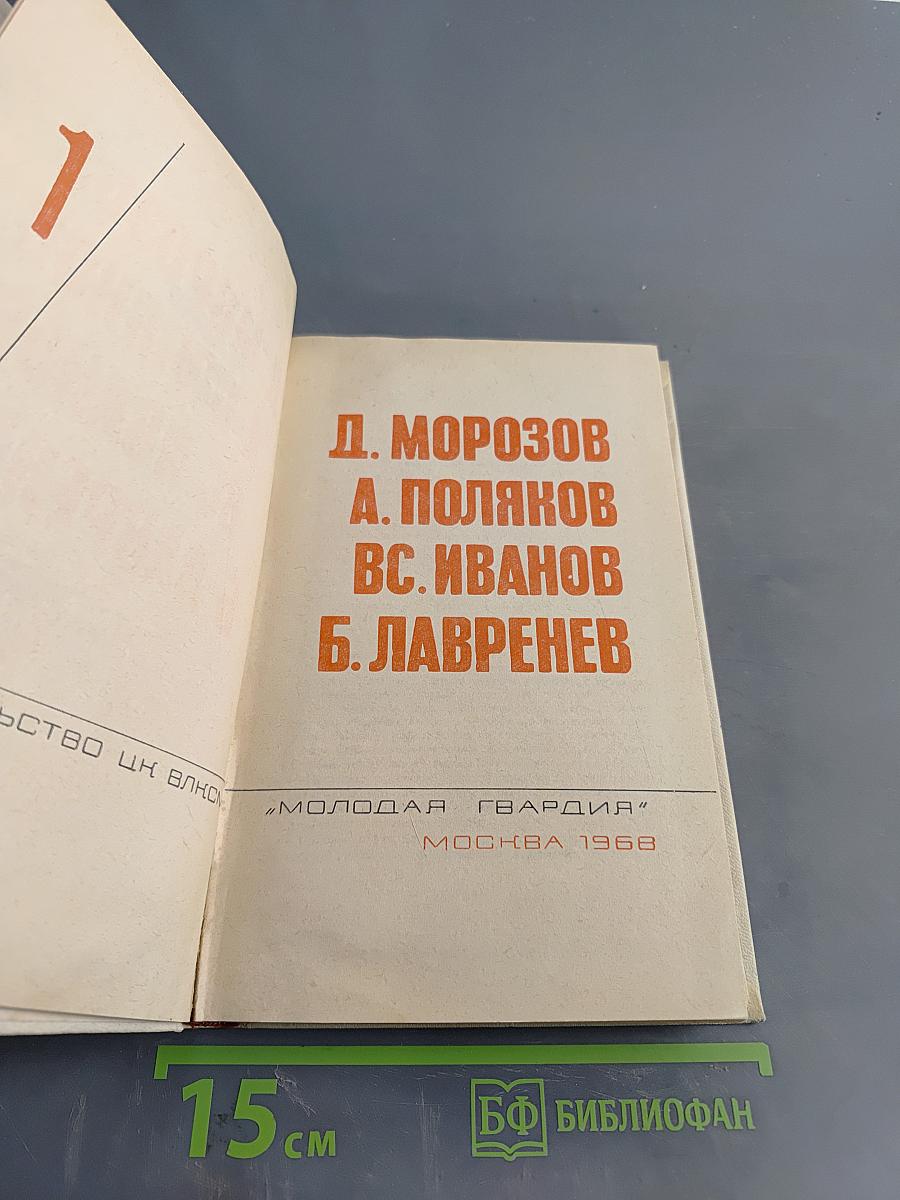 1
ЬСТВО ЦК ВЛКСМ
Д. МОРОЗОВ
А. ПОЛЯКОВ
ВС. ИВАНОВ
Б. ЛАВРЕНЕВ
„МОЛОДАЯ ГВАРДИЯ“
МОСКВА 1968
15 см
БФ БИБЛИОФАН